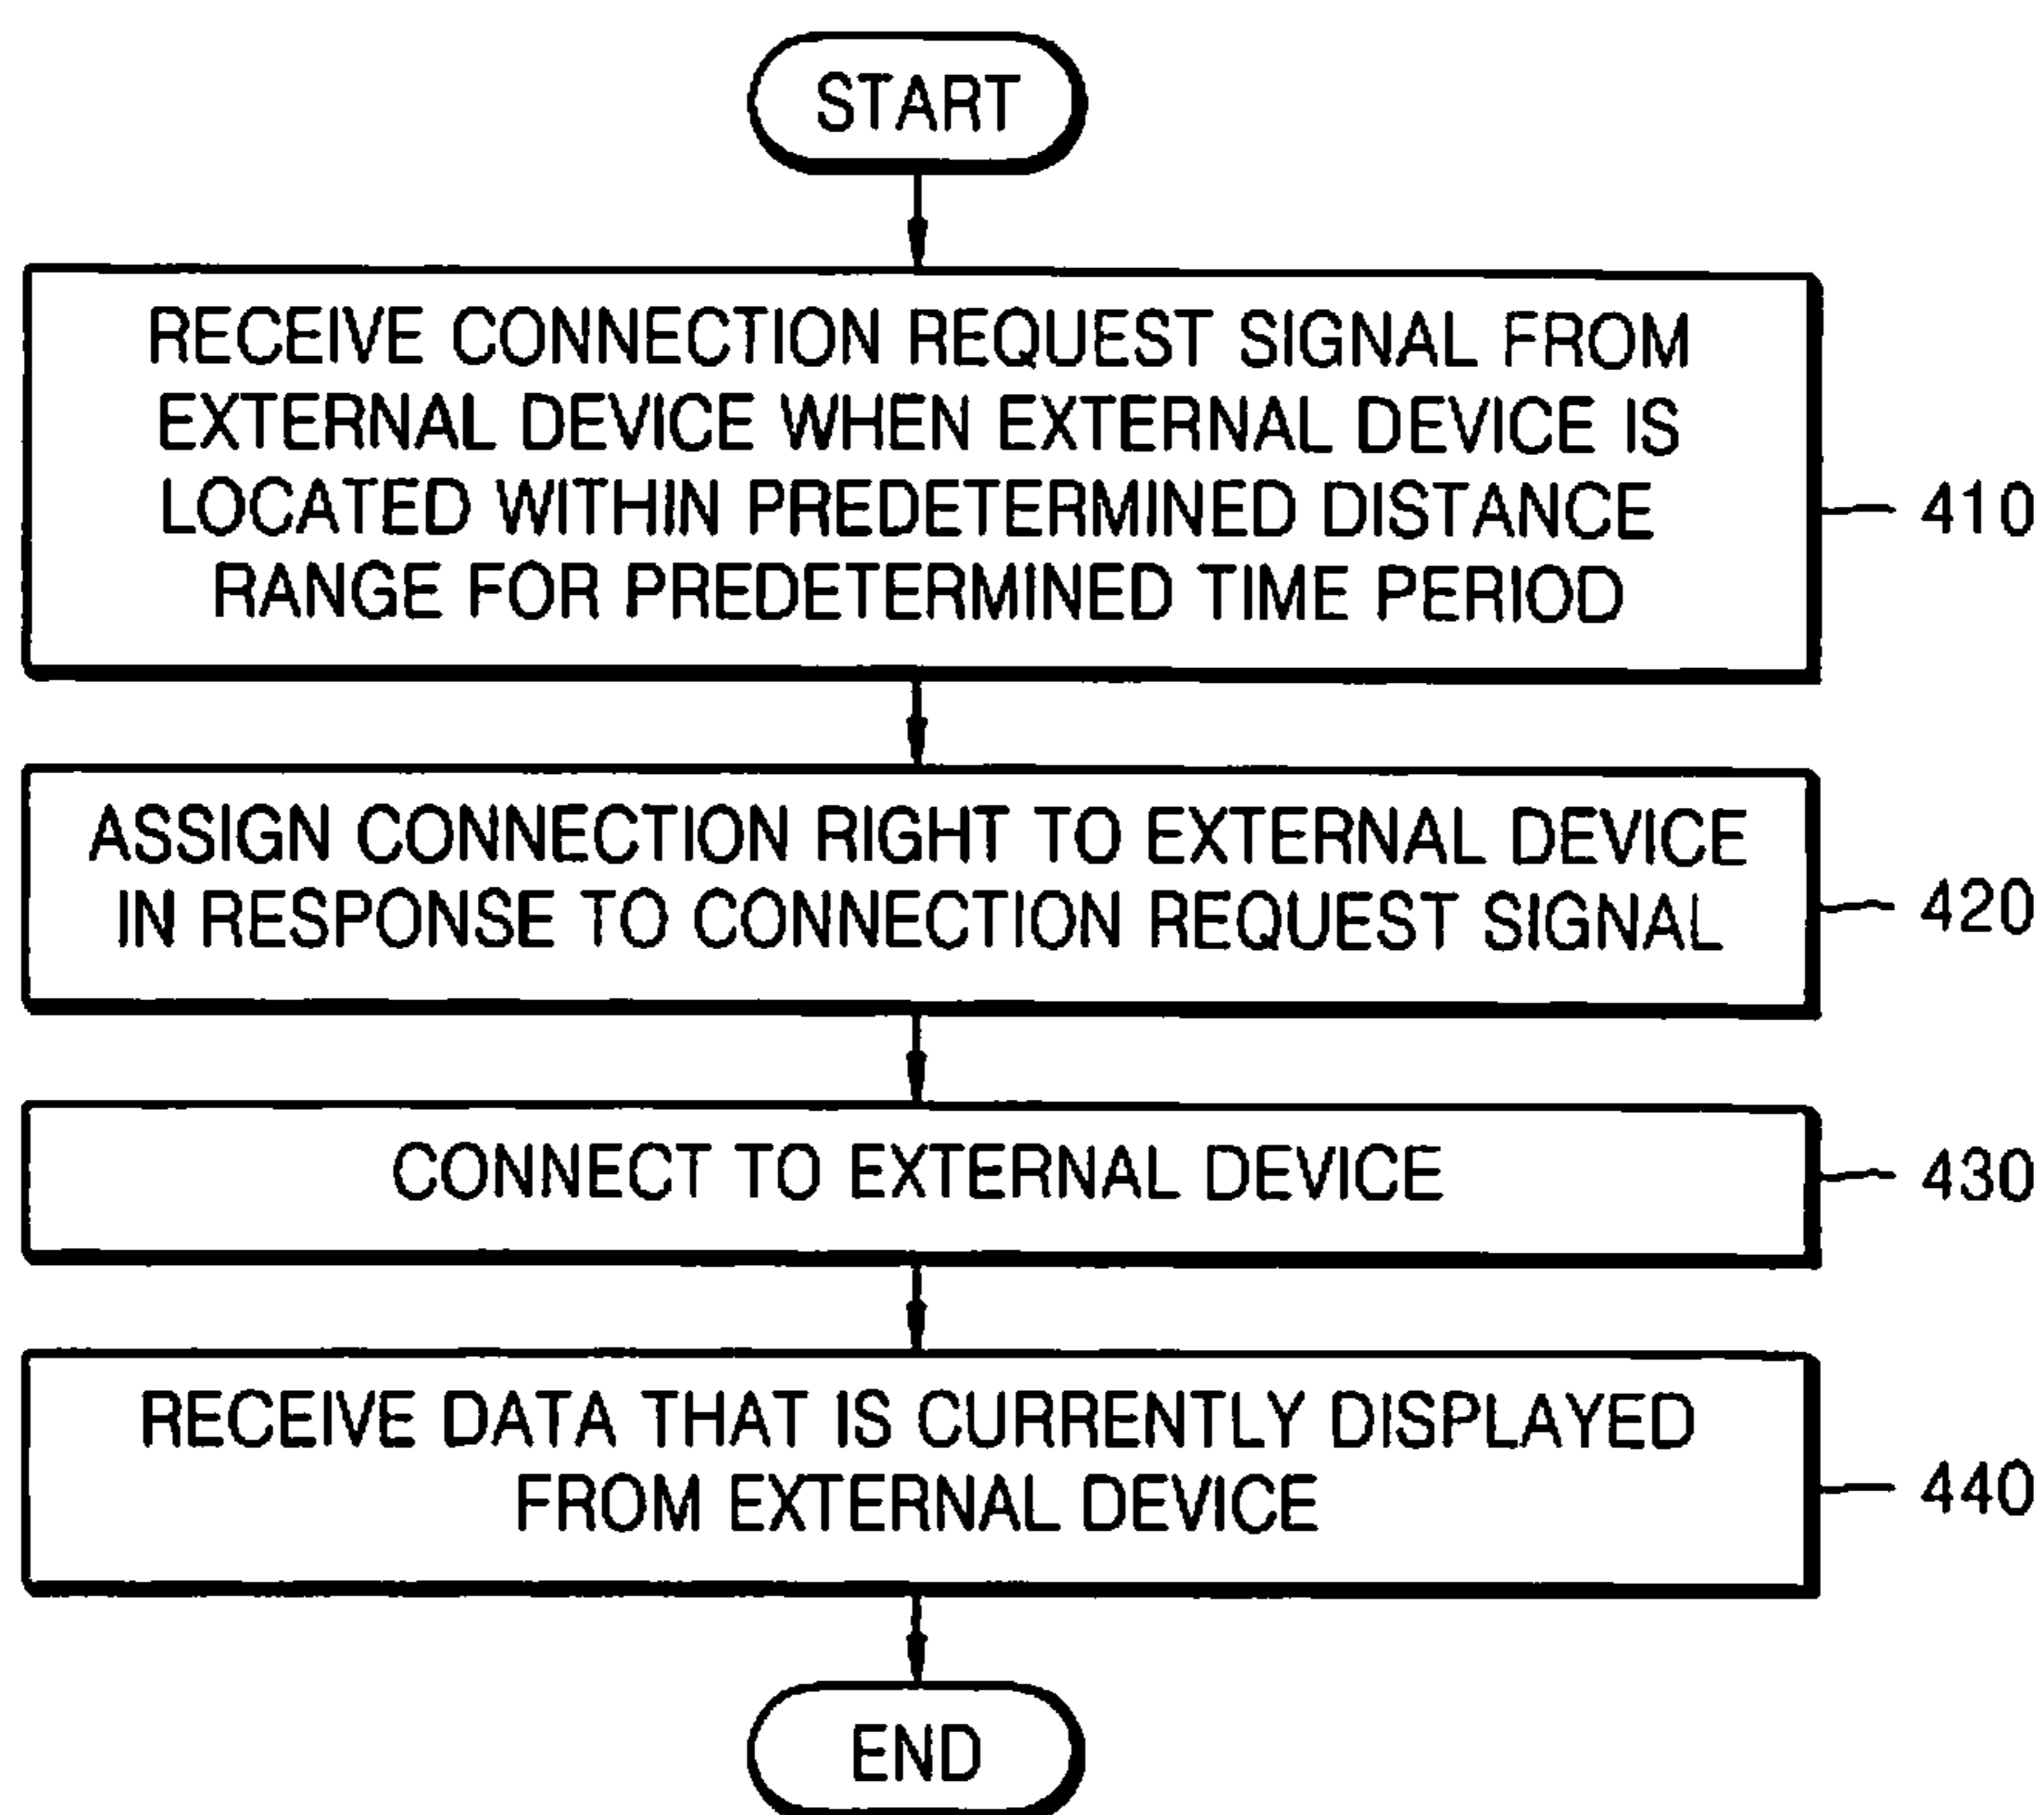 START
RECEIVE CONNECTION REQUEST SIGNAL FROM
EXTERNAL DEVICE WHEN EXTERNAL DEVICE IS
LOCATED WITHIN PREDETERMINED DISTANCE
RANGE FOR PREDETERMINED TIME PERIOD
410
ASSIGN CONNECTION RIGHT TO EXTERNAL DEVICE
IN RESPONSE TO CONNECTION REQUEST SIGNAL
420
CONNECT TO EXTERNAL DEVICE
430
RECEIVE DATA THAT IS CURRENTLY DISPLAYED
FROM EXTERNAL DEVICE
440
END